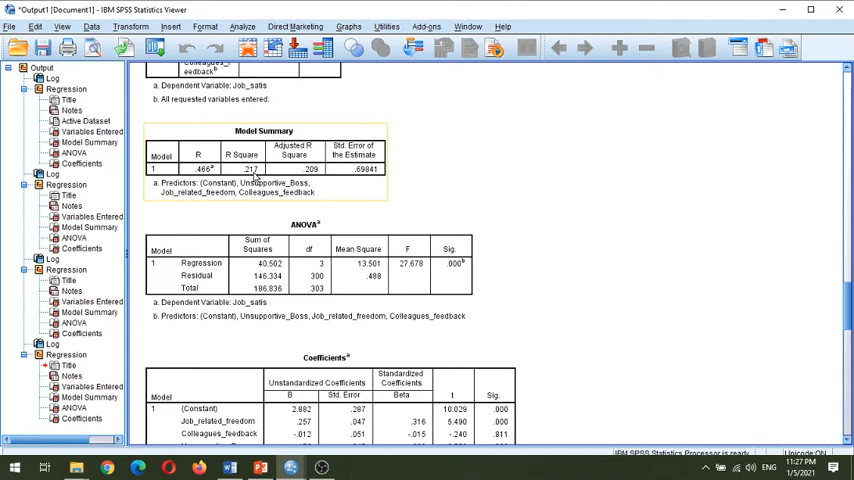 *Output1 [Document1] - IBM SPSS Statistics Viewer
File Edit View Data Transform Insert Format Analyze Direct Marketing Graphs Utilities Add-ons Window Help
Output
Log
Regression
Title
Notes
Active Dataset
Variables Entered
Model Summary
ANOVA
Coefficients
Log
Regression
Title
Notes
Variables Entered
Model Summary
ANOVA
Coefficients
Log
Regression
Title
Notes
Variables Entered
Model Summary
ANOVA
Coefficients
Log
Regression
Title
Notes
Variables Entered
Model Summary
ANOVA
Coefficients
Colleagues_f
eedbackb
a. Dependent Variable: Job_satis
b. All requested variables entered.
Model Summary
Model R R Square Adjusted R Square Std. Error of the Estimate
1 .466a .217 .209 .69841
a. Predictors: (Constant), Unsupportive_Boss,
Job_related_freedom, Colleagues_feedback
ANOVAa
Model Sum of Squares df Mean Square F Sig.
1 Regression 40.502 3 13.501 27.678 .000b
Residual 146.334 300 .488
Total 186.836 303
a. Dependent Variable: Job_satis
b. Predictors: (Constant), Unsupportive_Boss, Job_related_freedom, Colleagues_feedback
Coefficientsa
Unstandardized Coefficients Standardized Coefficients
Model B Std. Error Beta t Sig.
1 (Constant) 2.882 .287 10.029 .000
Job_related_freedom .257 .047 .316 5.490 .000
Colleagues_feedback -.012 .051 -.015 -.240 .811
IBM SPSS Statistics Processor is ready Unicode:ON
ENG
11:27 PM
1/5/2021